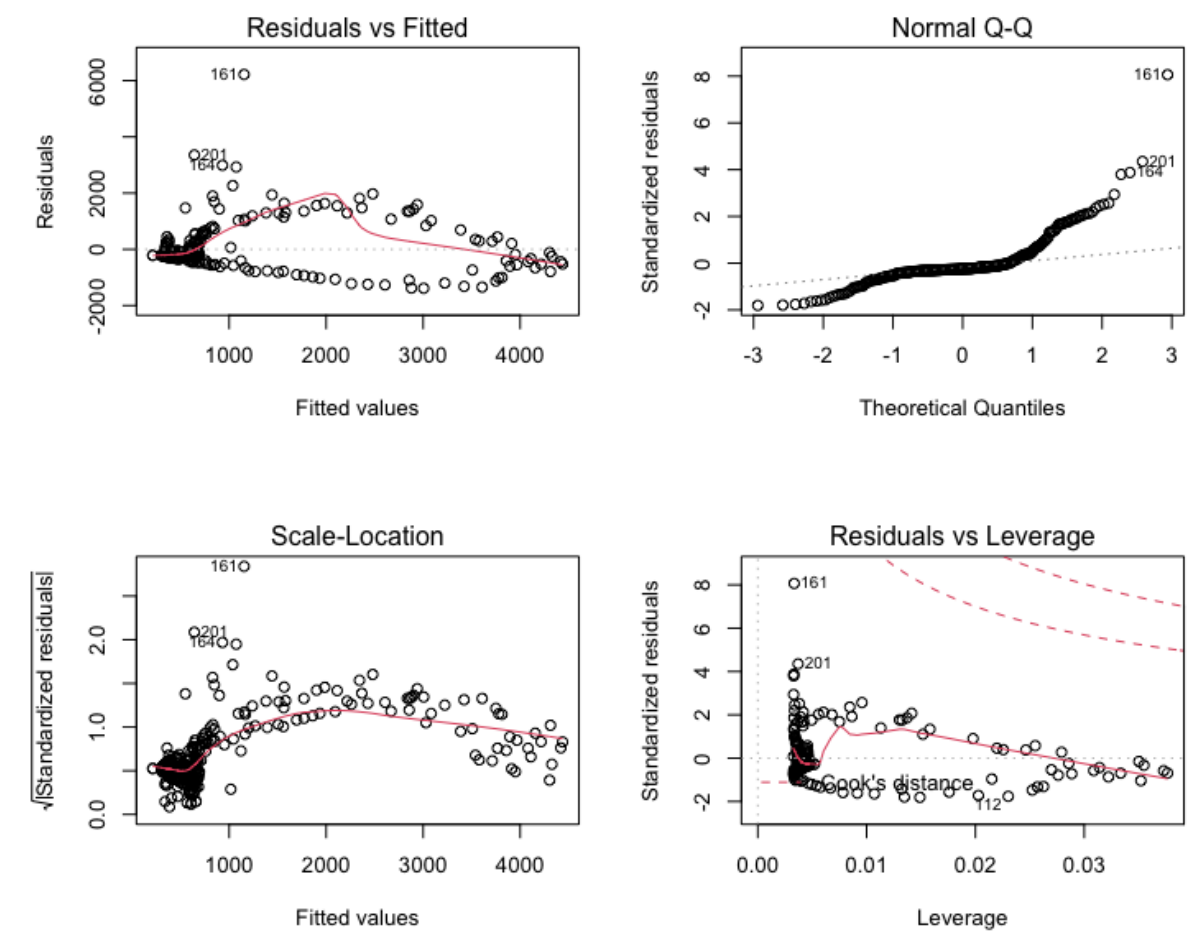 Residuals vs Fitted
Residuals
-2000 0 2000 6000
161
201
164
1000 2000 3000 4000
Fitted values
Normal Q-Q
Standardized residuals
-2 0 2 4 6 8
161
201
164
-3 -2 -1 0 1 2 3
Theoretical Quantiles
Scale-Location
√|Standardized residuals|
0.0 1.0 2.0
161
201
164
1000 2000 3000 4000
Fitted values
Residuals vs Leverage
Standardized residuals
-2 0 2 4 6 8
161
201
Cook's distance
112
0.00 0.01 0.02 0.03
Leverage